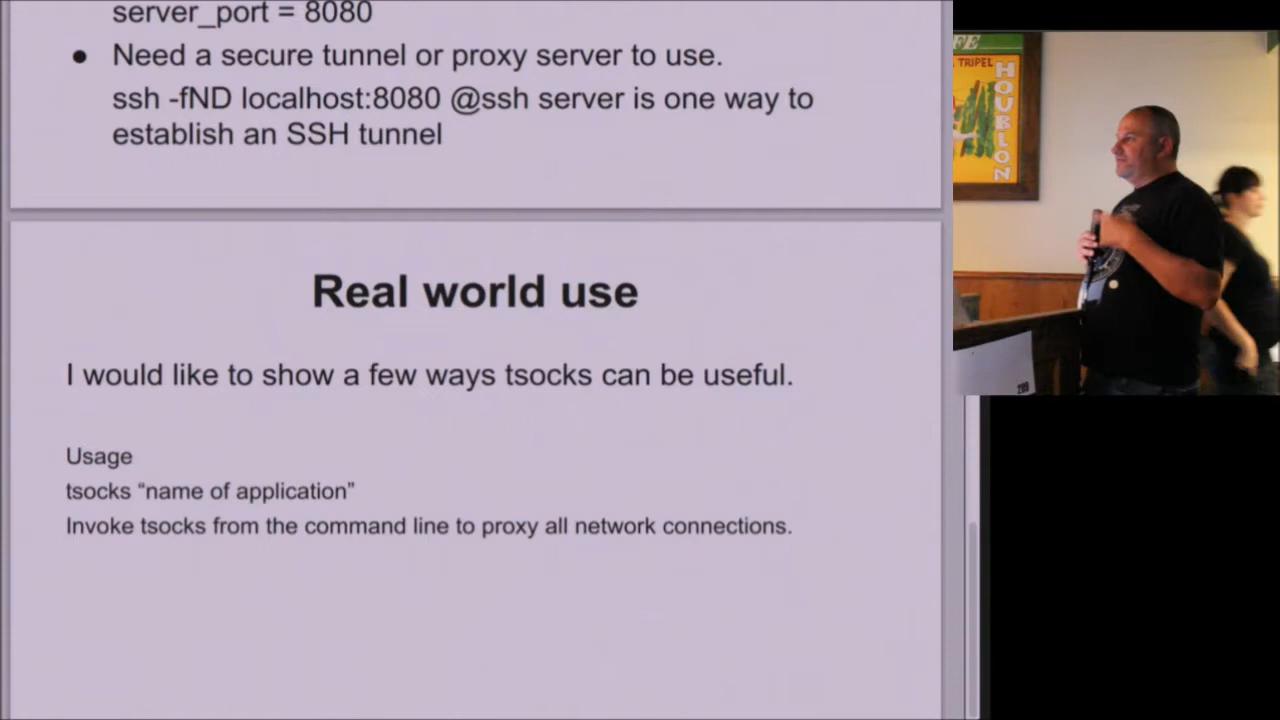 server_port = 8080
● Need a secure tunnel or proxy server to use.
ssh -fND localhost:8080 @ssh server is one way to
establish an SSH tunnel
Real world use
I would like to show a few ways tsocks can be useful.
Usage
tsocks “name of application”
Invoke tsocks from the command line to proxy all network connections.
TRIPEL
HOUBLON